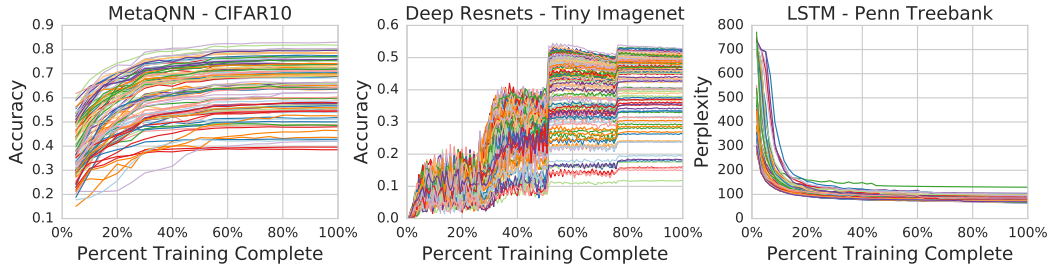 MetaQNN - CIFAR10
0.9
0.8
0.7
0.6
0.5
0.4
0.3
0.2
0.1
Accuracy
0% 20% 40% 60% 80% 100%
Percent Training Complete
Deep Resnets - Tiny Imagenet
0.6
0.5
0.4
0.3
0.2
0.1
0.0
Accuracy
0% 20% 40% 60% 80% 100%
Percent Training Complete
LSTM - Penn Treebank
800
700
600
500
400
300
200
100
0
Perplexity
0% 20% 40% 60% 80% 100%
Percent Training Complete